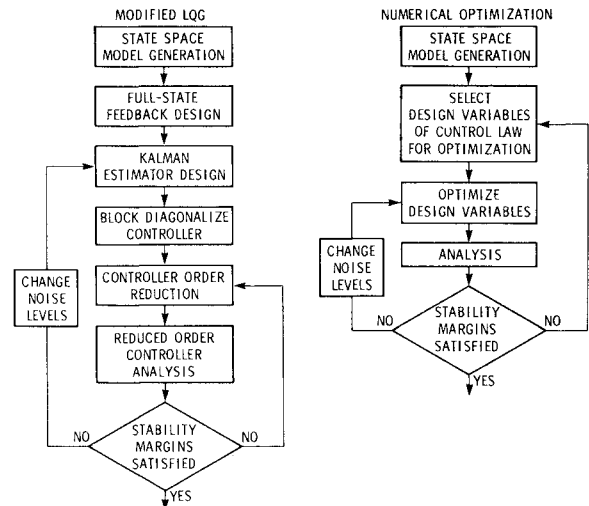 MODIFIED LQG
STATE SPACE
MODEL GENERATION
FULL-STATE
FEEDBACK DESIGN
KALMAN
ESTIMATOR DESIGN
BLOCK DIAGONALIZE
CONTROLLER
CHANGE
NOISE
LEVELS
CONTROLLER ORDER
REDUCTION
REDUCED ORDER
CONTROLLER
ANALYSIS
NO
STABILITY
MARGINS
SATISFIED
NO
YES
NUMERICAL OPTIMIZATION
STATE SPACE
MODEL GENERATION
SELECT
DESIGN VARIABLES
OF CONTROL LAW
FOR OPTIMIZATION
OPTIMIZE
DESIGN VARIABLES
CHANGE
NOISE
LEVELS
ANALYSIS
NO
STABILITY
MARGINS
SATISFIED
NO
YES